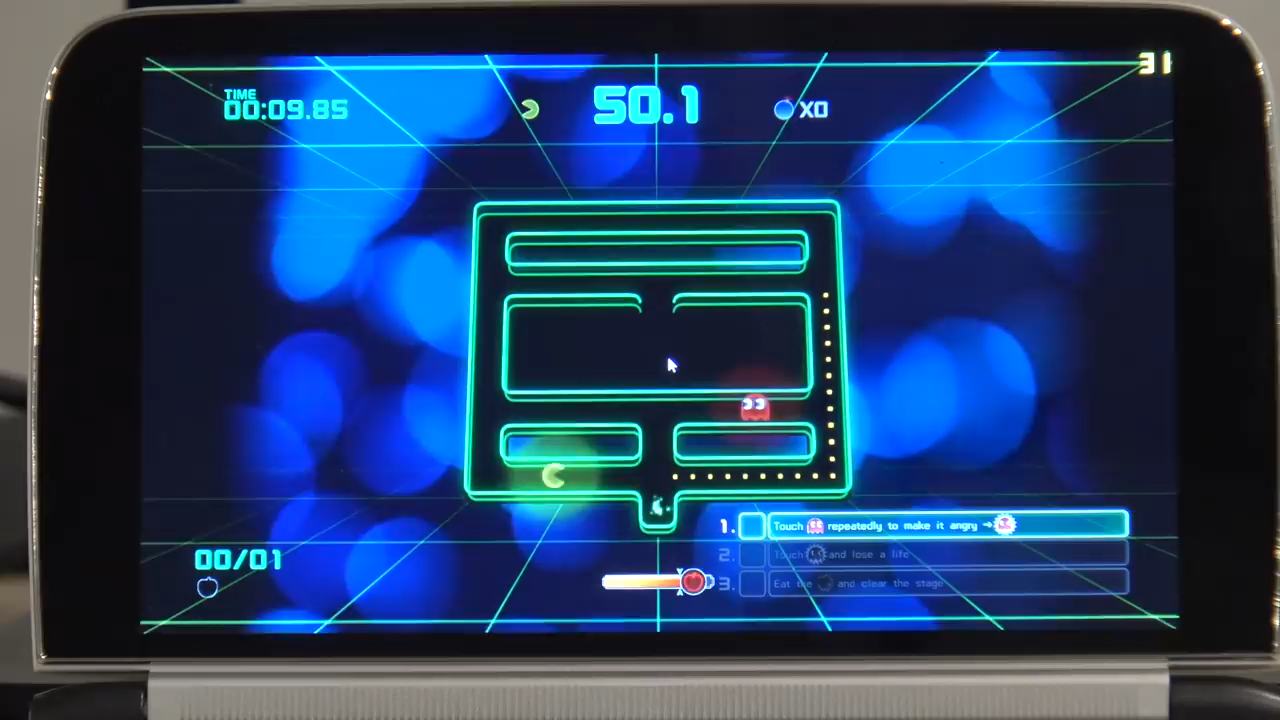 31
TIME
00:09.85
50.1
X0
1. Touch repeatedly to make it angry
2. Touch and lose a life
3. Eat the and clear the stage
00/01